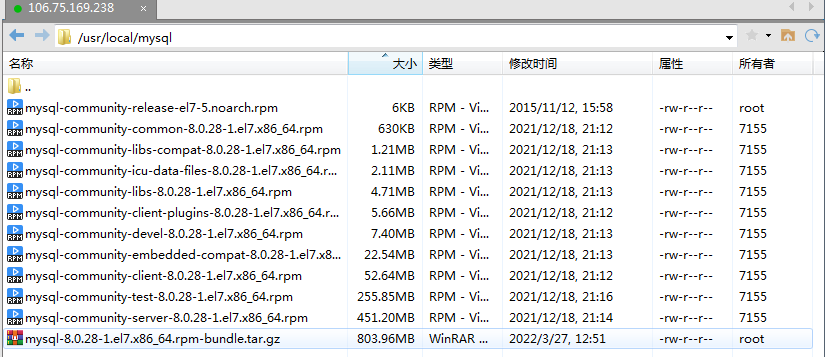 106.75.169.238 ×
/usr/local/mysql
名称 大小 类型 修改时间 属性 所有者
..
mysql-community-release-el7-5.noarch.rpm 6KB RPM - Vi... 2015/11/12, 15:58 -rw-r--r-- root
mysql-community-common-8.0.28-1.el7.x86_64.rpm 630KB RPM - Vi... 2021/12/18, 21:12 -rw-r--r-- 7155
mysql-community-libs-compat-8.0.28-1.el7.x86_64.rpm 1.21MB RPM - Vi... 2021/12/18, 21:13 -rw-r--r-- 7155
mysql-community-icu-data-files-8.0.28-1.el7.x86_64.r... 2.11MB RPM - Vi... 2021/12/18, 21:13 -rw-r--r-- 7155
mysql-community-libs-8.0.28-1.el7.x86_64.rpm 4.71MB RPM - Vi... 2021/12/18, 21:13 -rw-r--r-- 7155
mysql-community-client-plugins-8.0.28-1.el7.x86_64.r... 5.66MB RPM - Vi... 2021/12/18, 21:12 -rw-r--r-- 7155
mysql-community-devel-8.0.28-1.el7.x86_64.rpm 7.40MB RPM - Vi... 2021/12/18, 21:13 -rw-r--r-- 7155
mysql-community-embedded-compat-8.0.28-1.el7.x8... 22.54MB RPM - Vi... 2021/12/18, 21:13 -rw-r--r-- 7155
mysql-community-client-8.0.28-1.el7.x86_64.rpm 52.64MB RPM - Vi... 2021/12/18, 21:12 -rw-r--r-- 7155
mysql-community-test-8.0.28-1.el7.x86_64.rpm 255.85MB RPM - Vi... 2021/12/18, 21:16 -rw-r--r-- 7155
mysql-community-server-8.0.28-1.el7.x86_64.rpm 451.20MB RPM - Vi... 2021/12/18, 21:14 -rw-r--r-- 7155
mysql-8.0.28-1.el7.x86_64.rpm-bundle.tar.gz 803.96MB WinRAR ... 2022/3/27, 12:51 -rw-r--r-- root